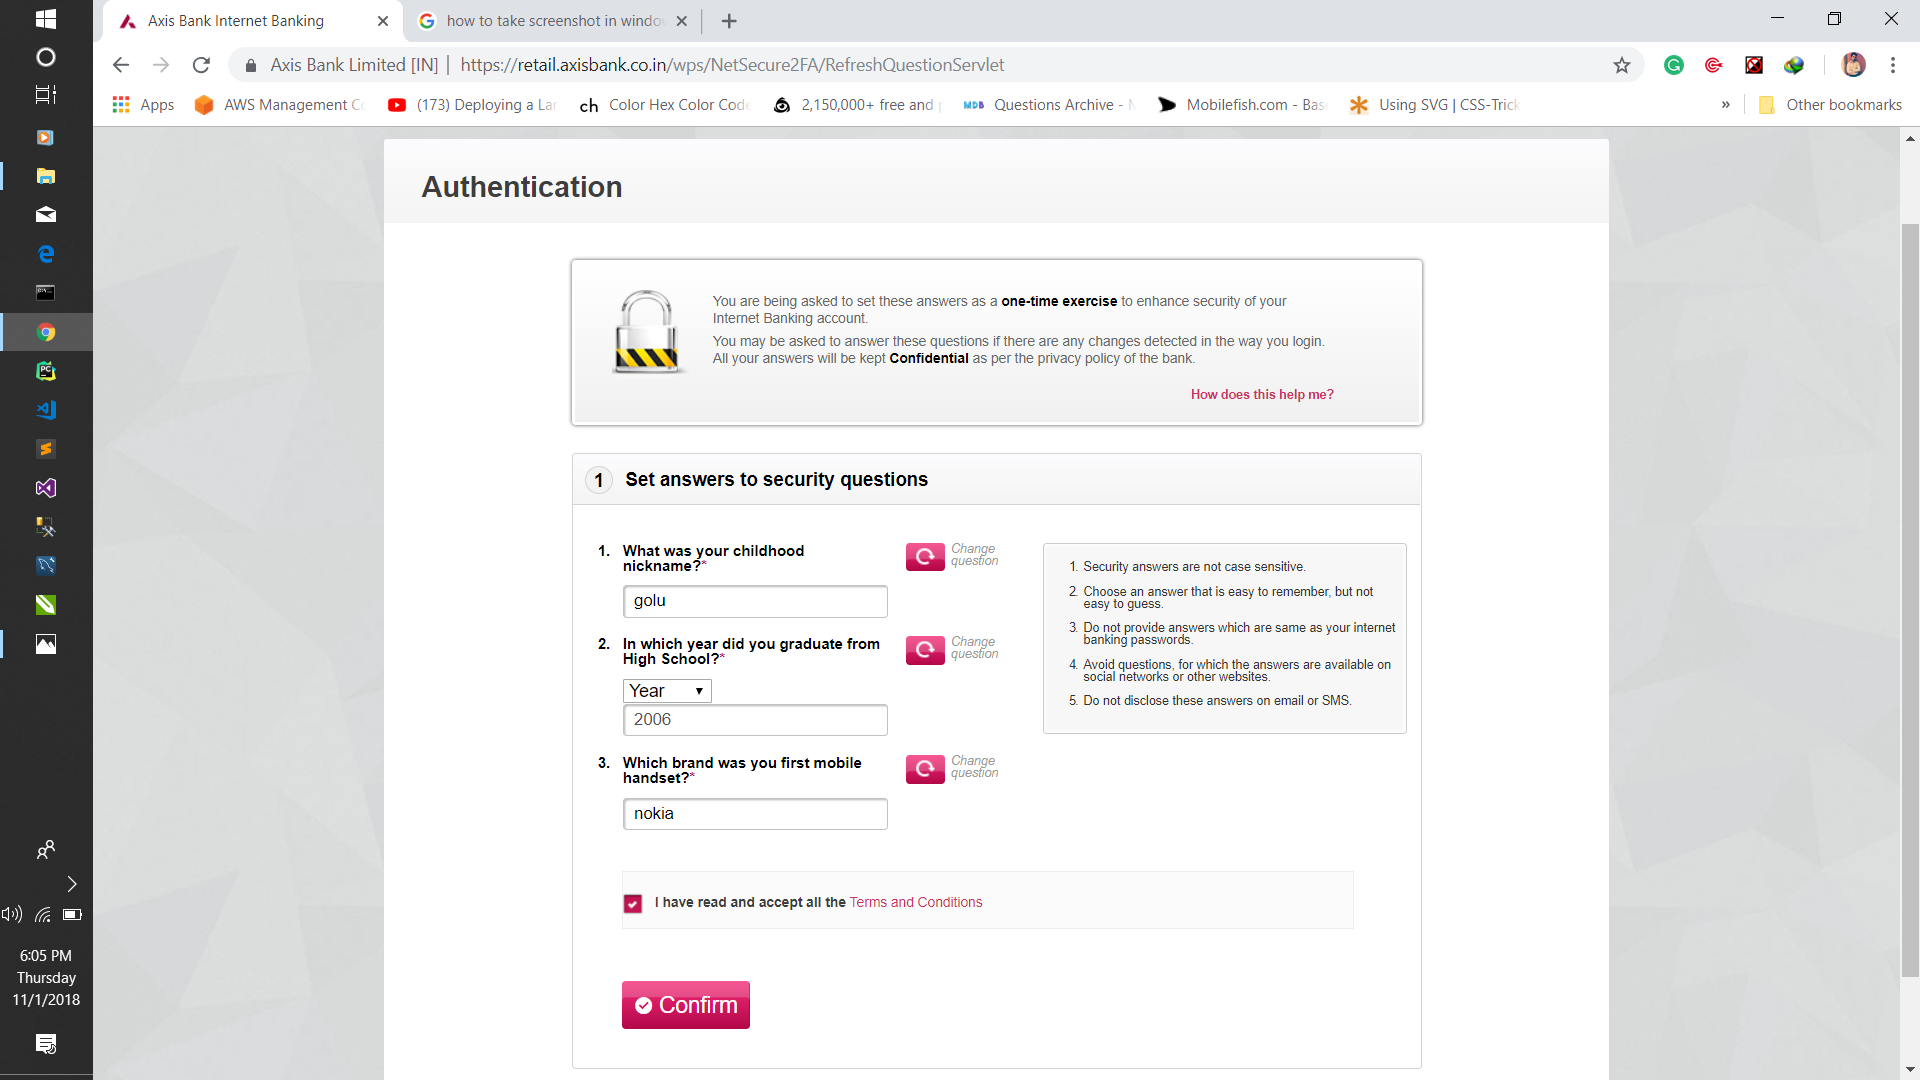 Axis Bank Internet Banking
how to take screenshot in windo
Axis Bank Limited [IN] | https://retail.axisbank.co.in/wps/NetSecure2FA/RefreshQuestionServlet
Apps AWS Management Co (173) Deploying a Lar ch Color Hex Color Code 2,150,000+ free and MDB Questions Archive - Mobilefish.com - Bas Using SVG | CSS-Trick » Other bookmarks
Authentication
You are being asked to set these answers as a one-time exercise to enhance security of your
Internet Banking account.
You may be asked to answer these questions if there are any changes detected in the way you login.
All your answers will be kept Confidential as per the privacy policy of the bank.
How does this help me?
1 Set answers to security questions
1. What was your childhood
nickname?*
Change
question
golu
2. In which year did you graduate from
High School?*
Change
question
Year
2006
3. Which brand was you first mobile
handset?*
Change
question
nokia
1. Security answers are not case sensitive.
2. Choose an answer that is easy to remember, but not
easy to guess.
3. Do not provide answers which are same as your internet
banking passwords.
4. Avoid questions, for which the answers are available on
social networks or other websites.
5. Do not disclose these answers on email or SMS.
I have read and accept all the Terms and Conditions
Confirm
6:05 PM
Thursday
11/1/2018